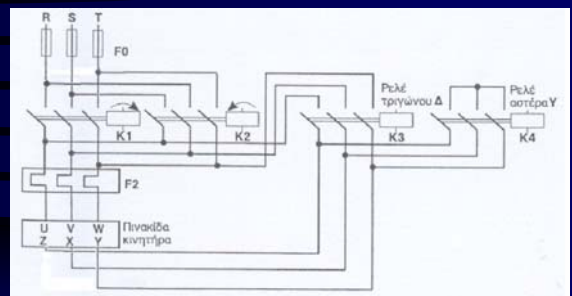 R S T
F0
Ρελέ
τριγώνου Δ
Ρελέ
αστέρα Υ
K1 K2 K3 K4
F2
U V W
Z X Y
Πινακίδα
κινητήρα